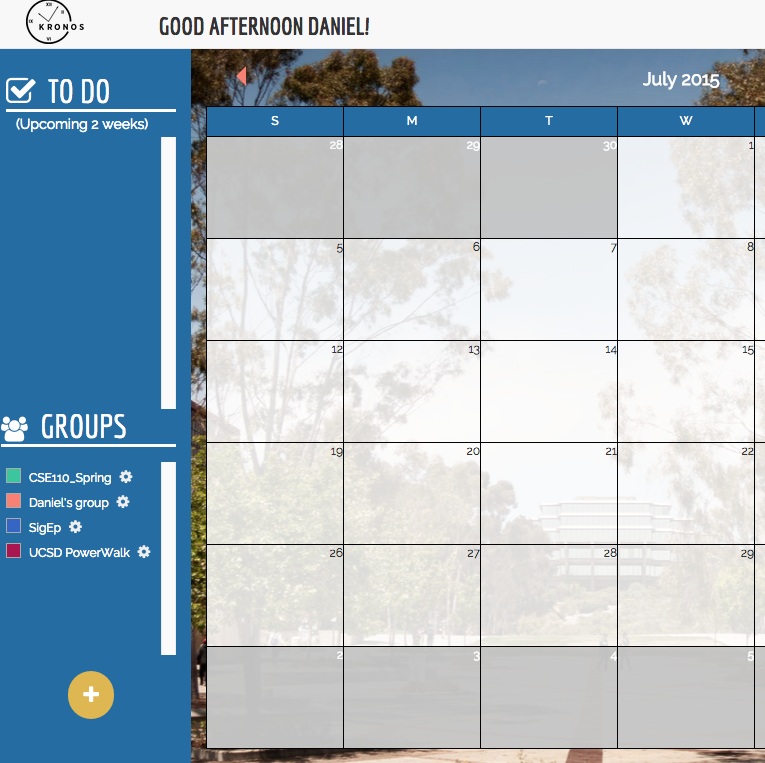 XII
III
IX
KRONOS
VI
GOOD AFTERNOON DANIEL!
TO DO
(Upcoming 2 weeks)
July 2015
S M T W
28 29 30 1
5 6 7 8
12 13 14 15
19 20 21 22
26 27 28 29
2 3 4 5
GROUPS
CSE110_Spring
Daniel's group
SigEp
UCSD PowerWalk
+